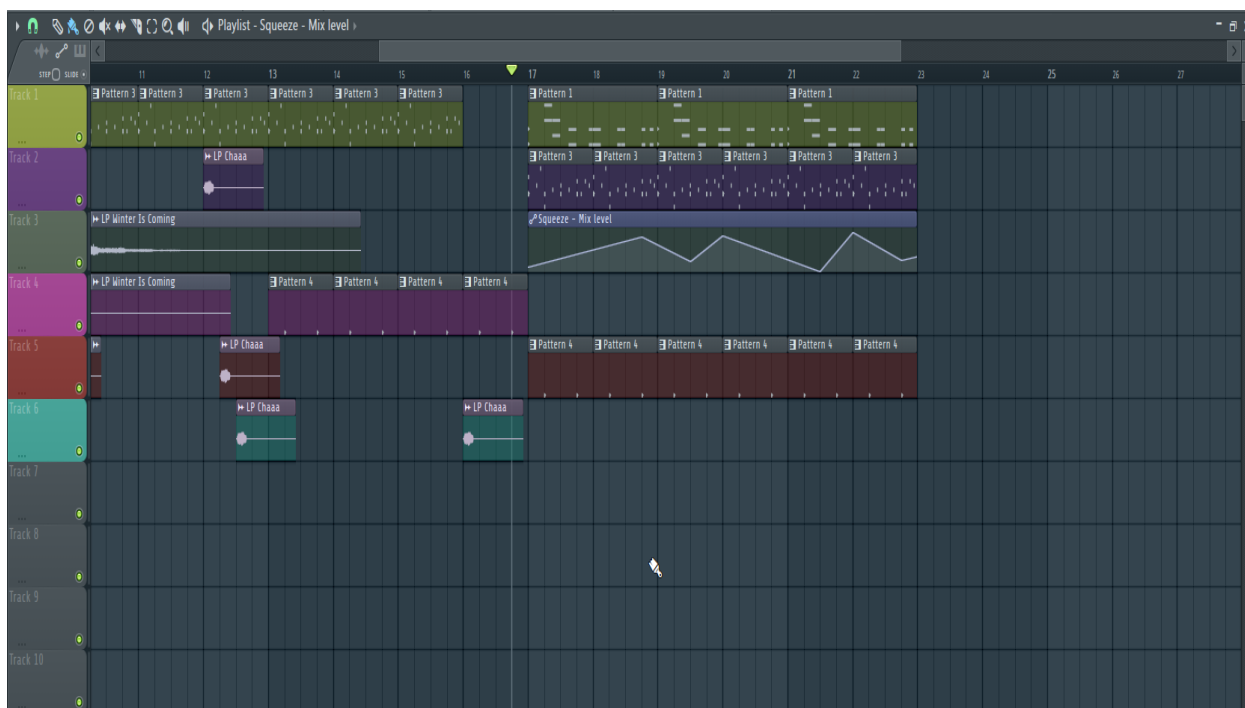 Playlist - Squeeze - Mix level
STEP SLIDE
11 12 13 14 15 16 17 18 19 20 21 22 23 24 25 26 27
Track 1
Pattern 3 Pattern 3 Pattern 3 Pattern 3 Pattern 3 Pattern 3 Pattern 1 Pattern 1 Pattern 1
Track 2
LP Chaaa Pattern 3 Pattern 3 Pattern 3 Pattern 3 Pattern 3 Pattern 3
Track 3
LP Winter Is Coming Squeeze - Mix level
Track 4
LP Winter Is Coming Pattern 4 Pattern 4 Pattern 4 Pattern 4
Track 5
LP Chaaa Pattern 4 Pattern 4 Pattern 4 Pattern 4 Pattern 4 Pattern 4
Track 6
LP Chaaa LP Chaaa
Track 7
Track 8
Track 9
Track 10